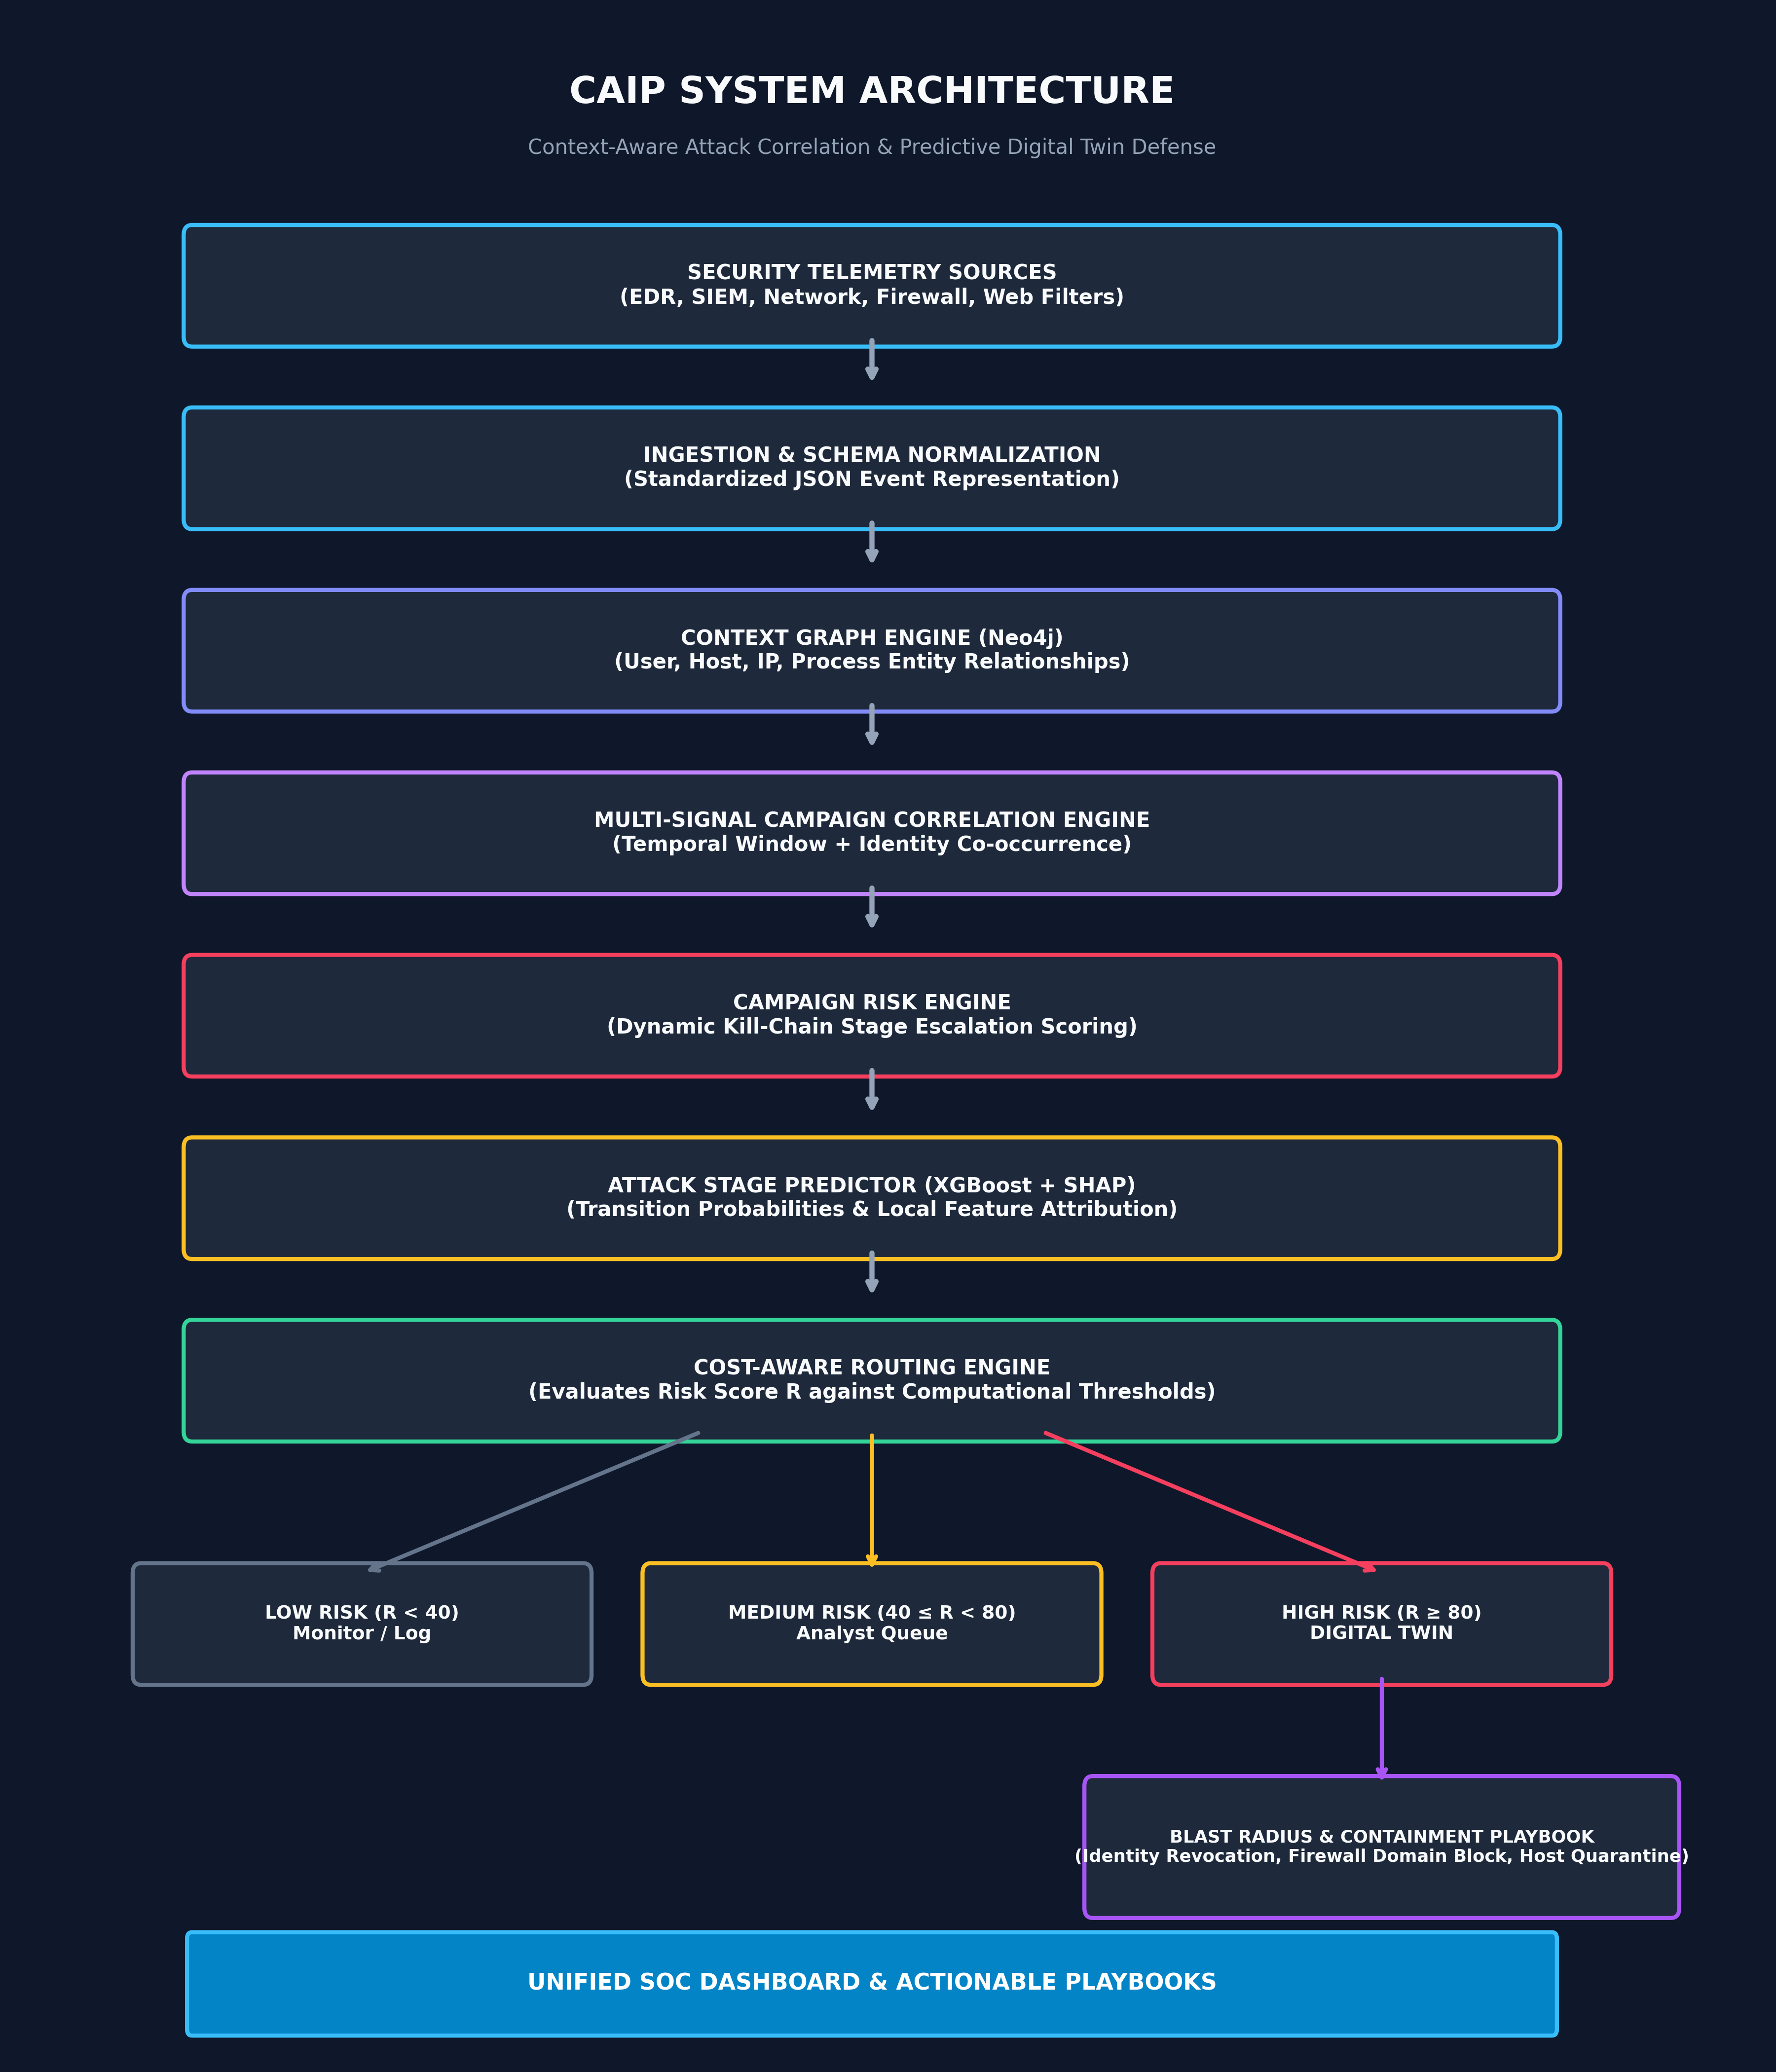 CAIP SYSTEM ARCHITECTURE
Context-Aware Attack Correlation & Predictive Digital Twin Defense
SECURITY TELEMETRY SOURCES
(EDR, SIEM, Network, Firewall, Web Filters)
INGESTION & SCHEMA NORMALIZATION
(Standardized JSON Event Representation)
CONTEXT GRAPH ENGINE (Neo4j)
(User, Host, IP, Process Entity Relationships)
MULTI-SIGNAL CAMPAIGN CORRELATION ENGINE
(Temporal Window + Identity Co-occurrence)
CAMPAIGN RISK ENGINE
(Dynamic Kill-Chain Stage Escalation Scoring)
ATTACK STAGE PREDICTOR (XGBoost + SHAP)
(Transition Probabilities & Local Feature Attribution)
COST-AWARE ROUTING ENGINE
(Evaluates Risk Score R against Computational Thresholds)
LOW RISK (R < 40)
Monitor / Log
MEDIUM RISK (40 ≤ R < 80)
Analyst Queue
HIGH RISK (R ≥ 80)
DIGITAL TWIN
BLAST RADIUS & CONTAINMENT PLAYBOOK
(Identity Revocation, Firewall Domain Block, Host Quarantine)
UNIFIED SOC DASHBOARD & ACTIONABLE PLAYBOOKS